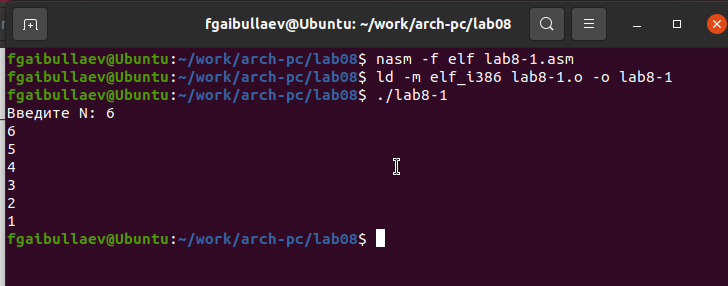 fgaibullaev@Ubuntu: ~/work/arch-pc/lab08
fgaibullaev@Ubuntu:~/work/arch-pc/lab08$ nasm -f elf lab8-1.asm
fgaibullaev@Ubuntu:~/work/arch-pc/lab08$ ld -m elf_i386 lab8-1.o -o lab8-1
fgaibullaev@Ubuntu:~/work/arch-pc/lab08$ ./lab8-1
Введите N: 6
6
5
4
3
2
1
fgaibullaev@Ubuntu:~/work/arch-pc/lab08$